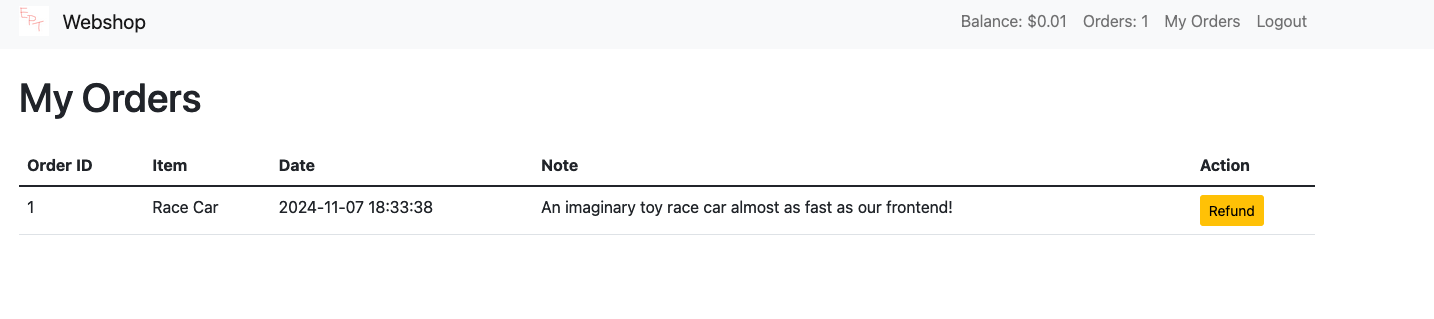 EPT Webshop Balance: $0.01 Orders: 1 My Orders Logout
My Orders
Order ID Item Date Note Action
1 Race Car 2024-11-07 18:33:38 An imaginary toy race car almost as fast as our frontend! Refund